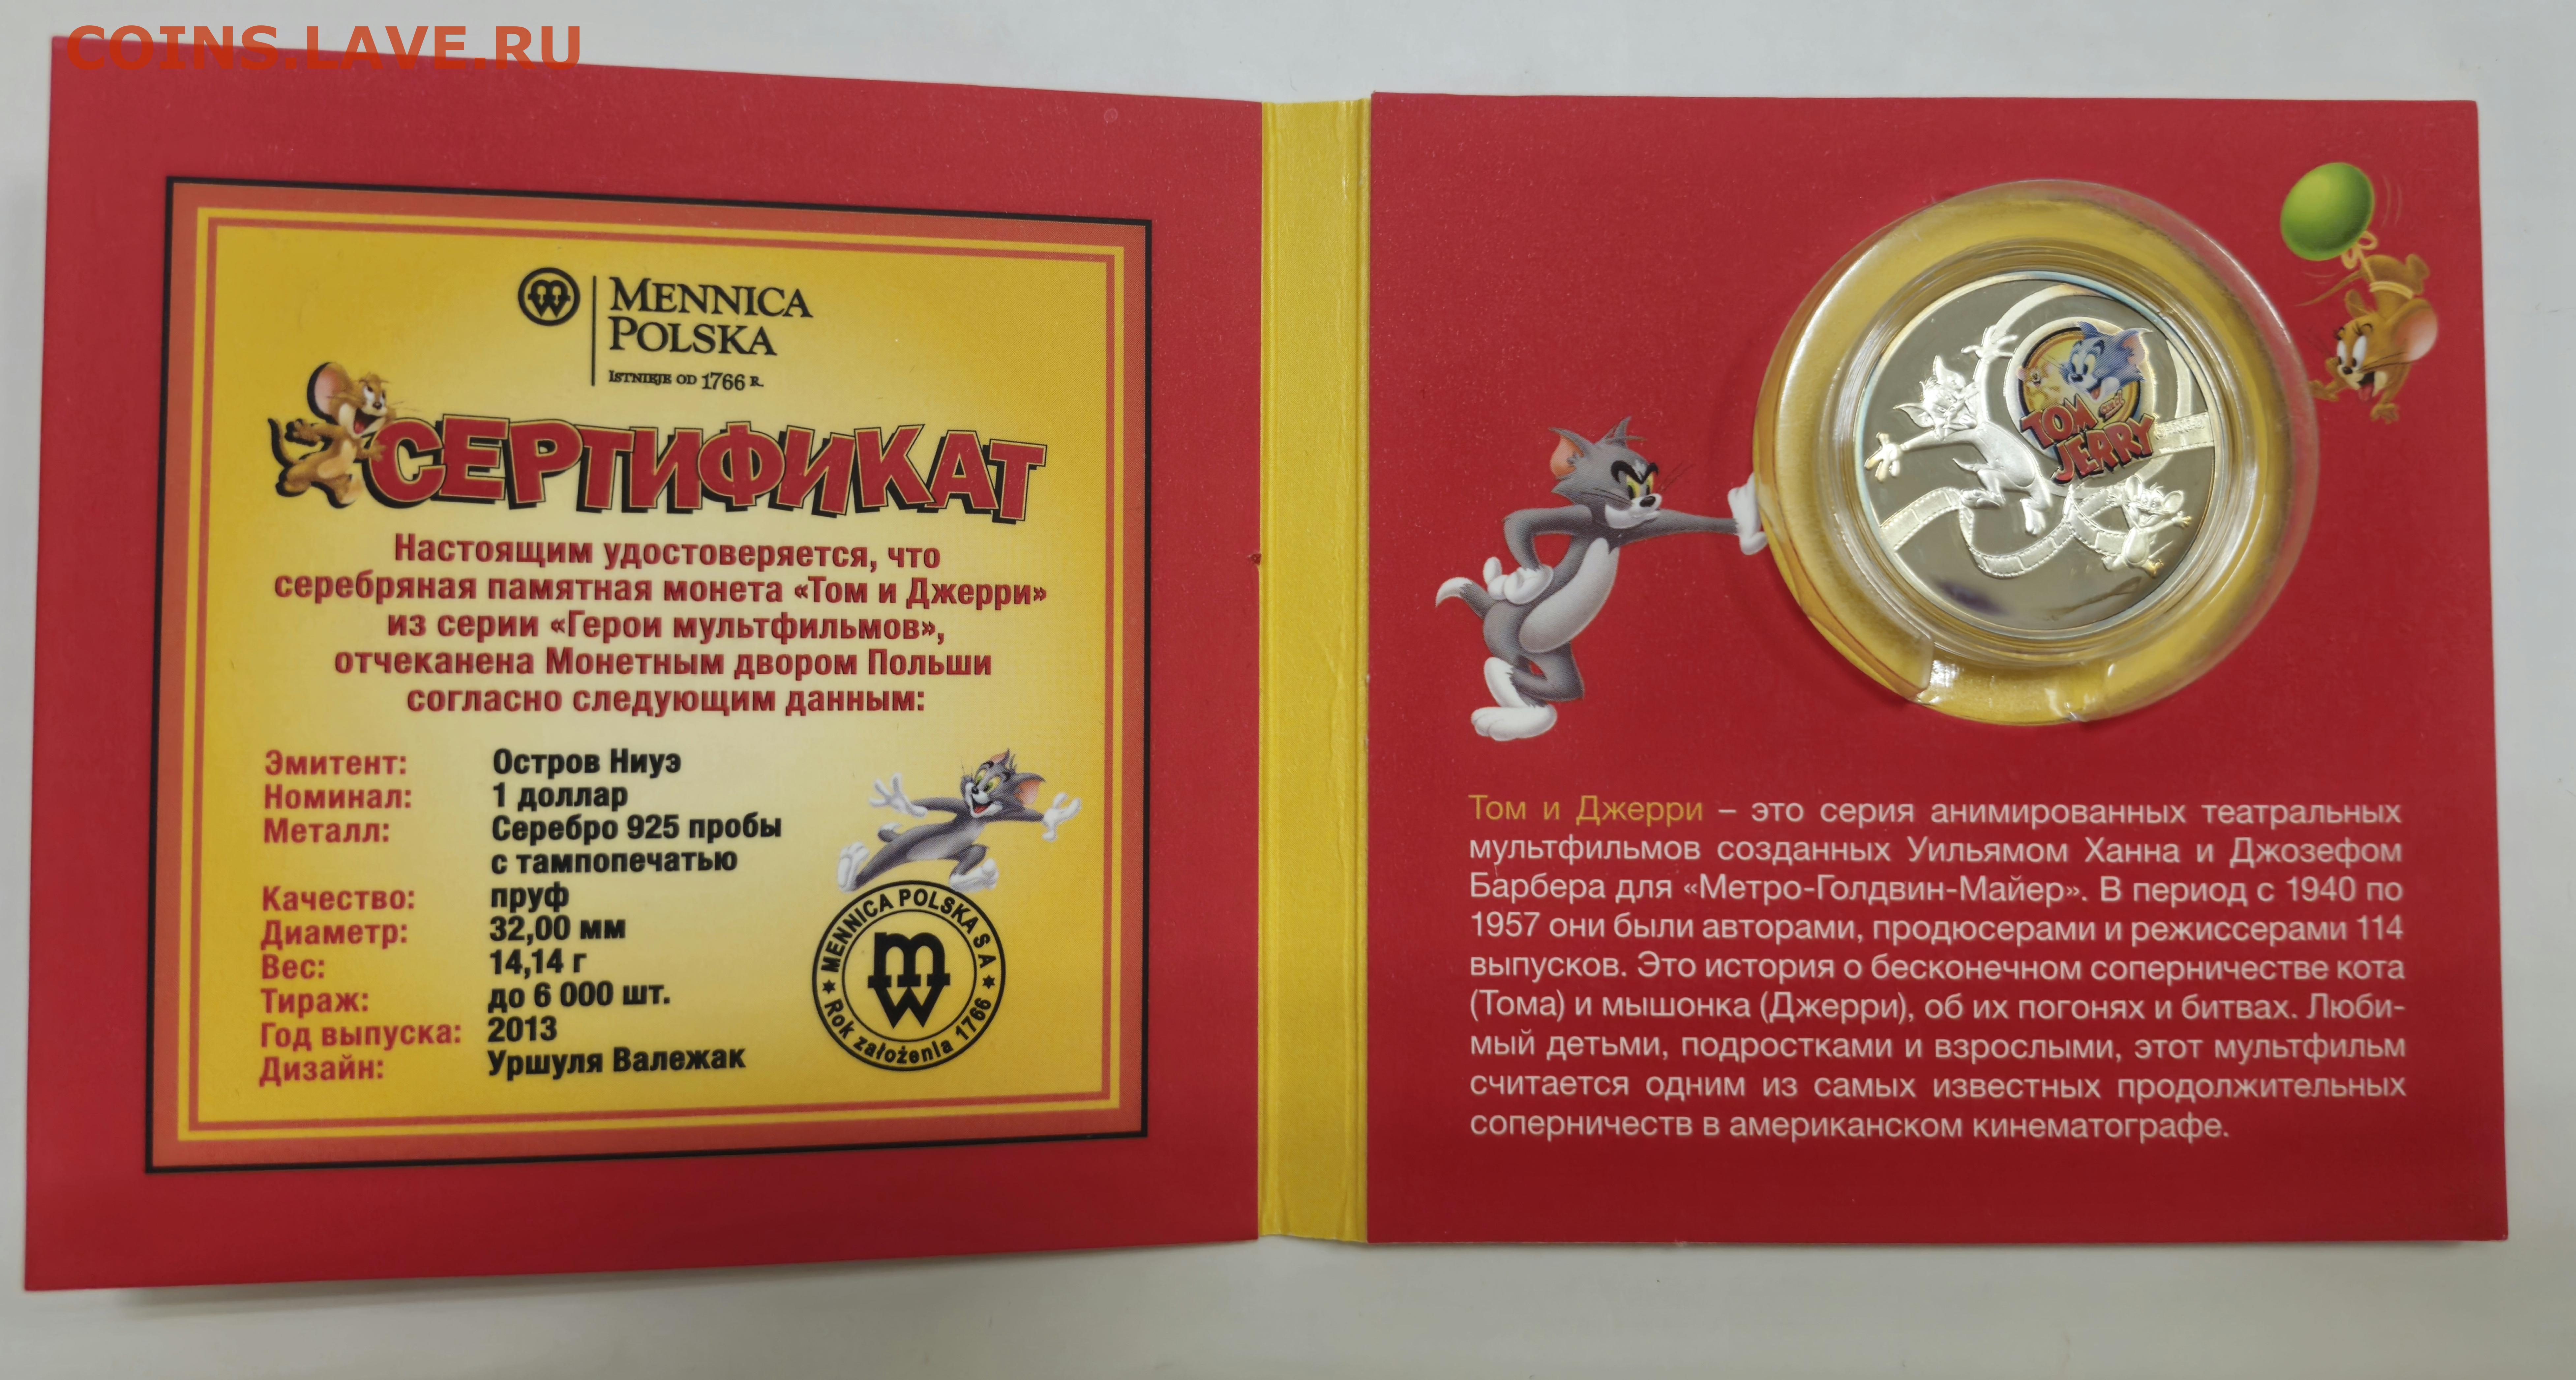 COINS.LAVE.RU
MENNICA
POLSKA
ISTNIEJE OD 1766 R.
СЕРТИФИКАТ
Настоящим удостоверяется, что
серебряная памятная монета «Том и Джерри»
из серии «Герои мультфильмов»,
отчеканена Монетным двором Польши
согласно следующим данным:
Эмитент: Остров Ниуэ
Номинал: 1 доллар
Металл: Серебро 925 пробы
с тампопечатью
Качество: пруф
Диаметр: 32,00 мм
Вес: 14,14 г
Тираж: до 6 000 шт.
Год выпуска: 2013
Дизайн: Уршуля Валежак
MENNICA POLSKA S A
Rok założenia 1766
TOM
AND
JERRY
Том и Джерри – это серия анимированных театральных
мультфильмов созданных Уильямом Ханна и Джозефом
Барбера для «Метро-Голдвин-Майер». В период с 1940 по
1957 они были авторами, продюсерами и режиссерами 114
выпусков. Это история о бесконечном соперничестве кота
(Тома) и мышонка (Джерри), об их погонях и битвах. Люби-
мый детьми, подростками и взрослыми, этот мультфильм
считается одним из самых известных продолжительных
соперничеств в американском кинематографе.